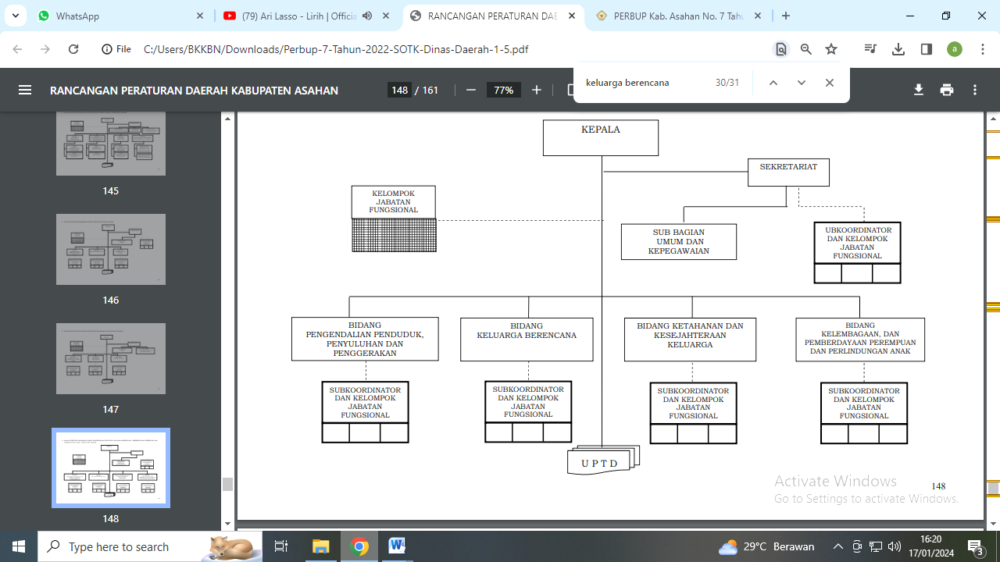 WhatsApp
(79) Ari Lasso - Lirih | Officia
RANCANGAN PERATURAN DAE
PERBUP Kab. Asahan No. 7 Tahu
File
C:/Users/BKKBN/Downloads/Perbup-7-Tahun-2022-SOTK-Dinas-Daerah-1-5.pdf
a
keluarga berencana
30/31
RANCANGAN PERATURAN DAERAH KABUPATEN ASAHAN
148 / 161
77%
145
146
147
148
KEPALA
SEKRETARIAT
KELOMPOK
JABATAN
FUNGSIONAL
SUB BAGIAN
UMUM DAN
KEPEGAWAIAN
UBKOORDINATOR
DAN KELOMPOK
JABATAN
FUNGSIONAL
BIDANG
PENGENDALIAN PENDUDUK,
PENYULUHAN DAN
PENGGERAKAN
BIDANG
KELUARGA BERENCANA
BIDANG KETAHANAN DAN
KESEJAHTERAAN
KELUARGA
BIDANG
KELEMBAGAAN, DAN
PEMBERDAYAAN PEREMPUAN
DAN PERLINDUNGAN ANAK
SUBKOORDINATOR
DAN KELOMPOK
JABATAN
FUNGSIONAL
SUBKOORDINATOR
DAN KELOMPOK
JABATAN
FUNGSIONAL
SUBKOORDINATOR
DAN KELOMPOK
JABATAN
FUNGSIONAL
SUBKOORDINATOR
DAN KELOMPOK
JABATAN
FUNGSIONAL
U P T D
148
Activate Windows
Go to Settings to activate Windows.
Type here to search
29°C Berawan
16:20
17/01/2024
3